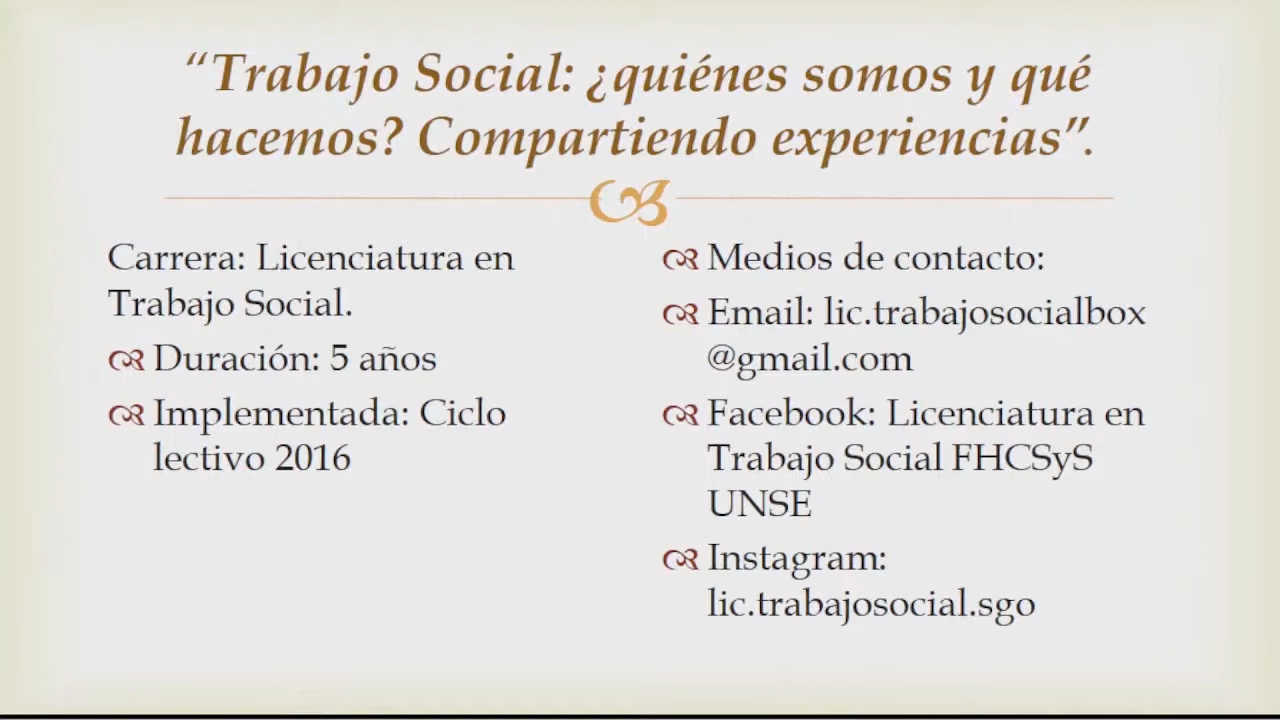 “Trabajo Social: ¿quiénes somos y qué
hacemos? Compartiendo experiencias”.
Carrera: Licenciatura en
Trabajo Social.
Duración: 5 años
Implementada: Ciclo
lectivo 2016
Medios de contacto:
Email: lic.trabajosocialbox
@gmail.com
Facebook: Licenciatura en
Trabajo Social FHCSyS
UNSE
Instagram:
lic.trabajosocial.sgo